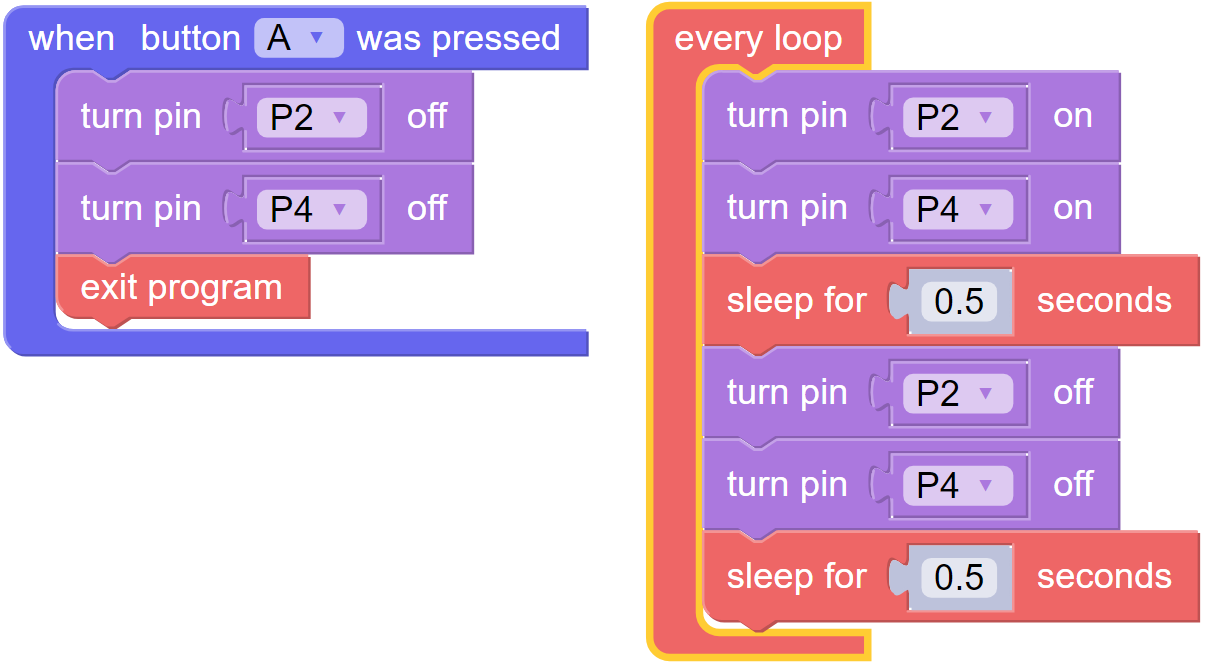 when button A ▼ was pressed
turn pin P2 ▼ off
turn pin P4 ▼ off
exit program
every loop
turn pin P2 ▼ on
turn pin P4 ▼ on
sleep for 0.5 seconds
turn pin P2 ▼ off
turn pin P4 ▼ off
sleep for 0.5 seconds